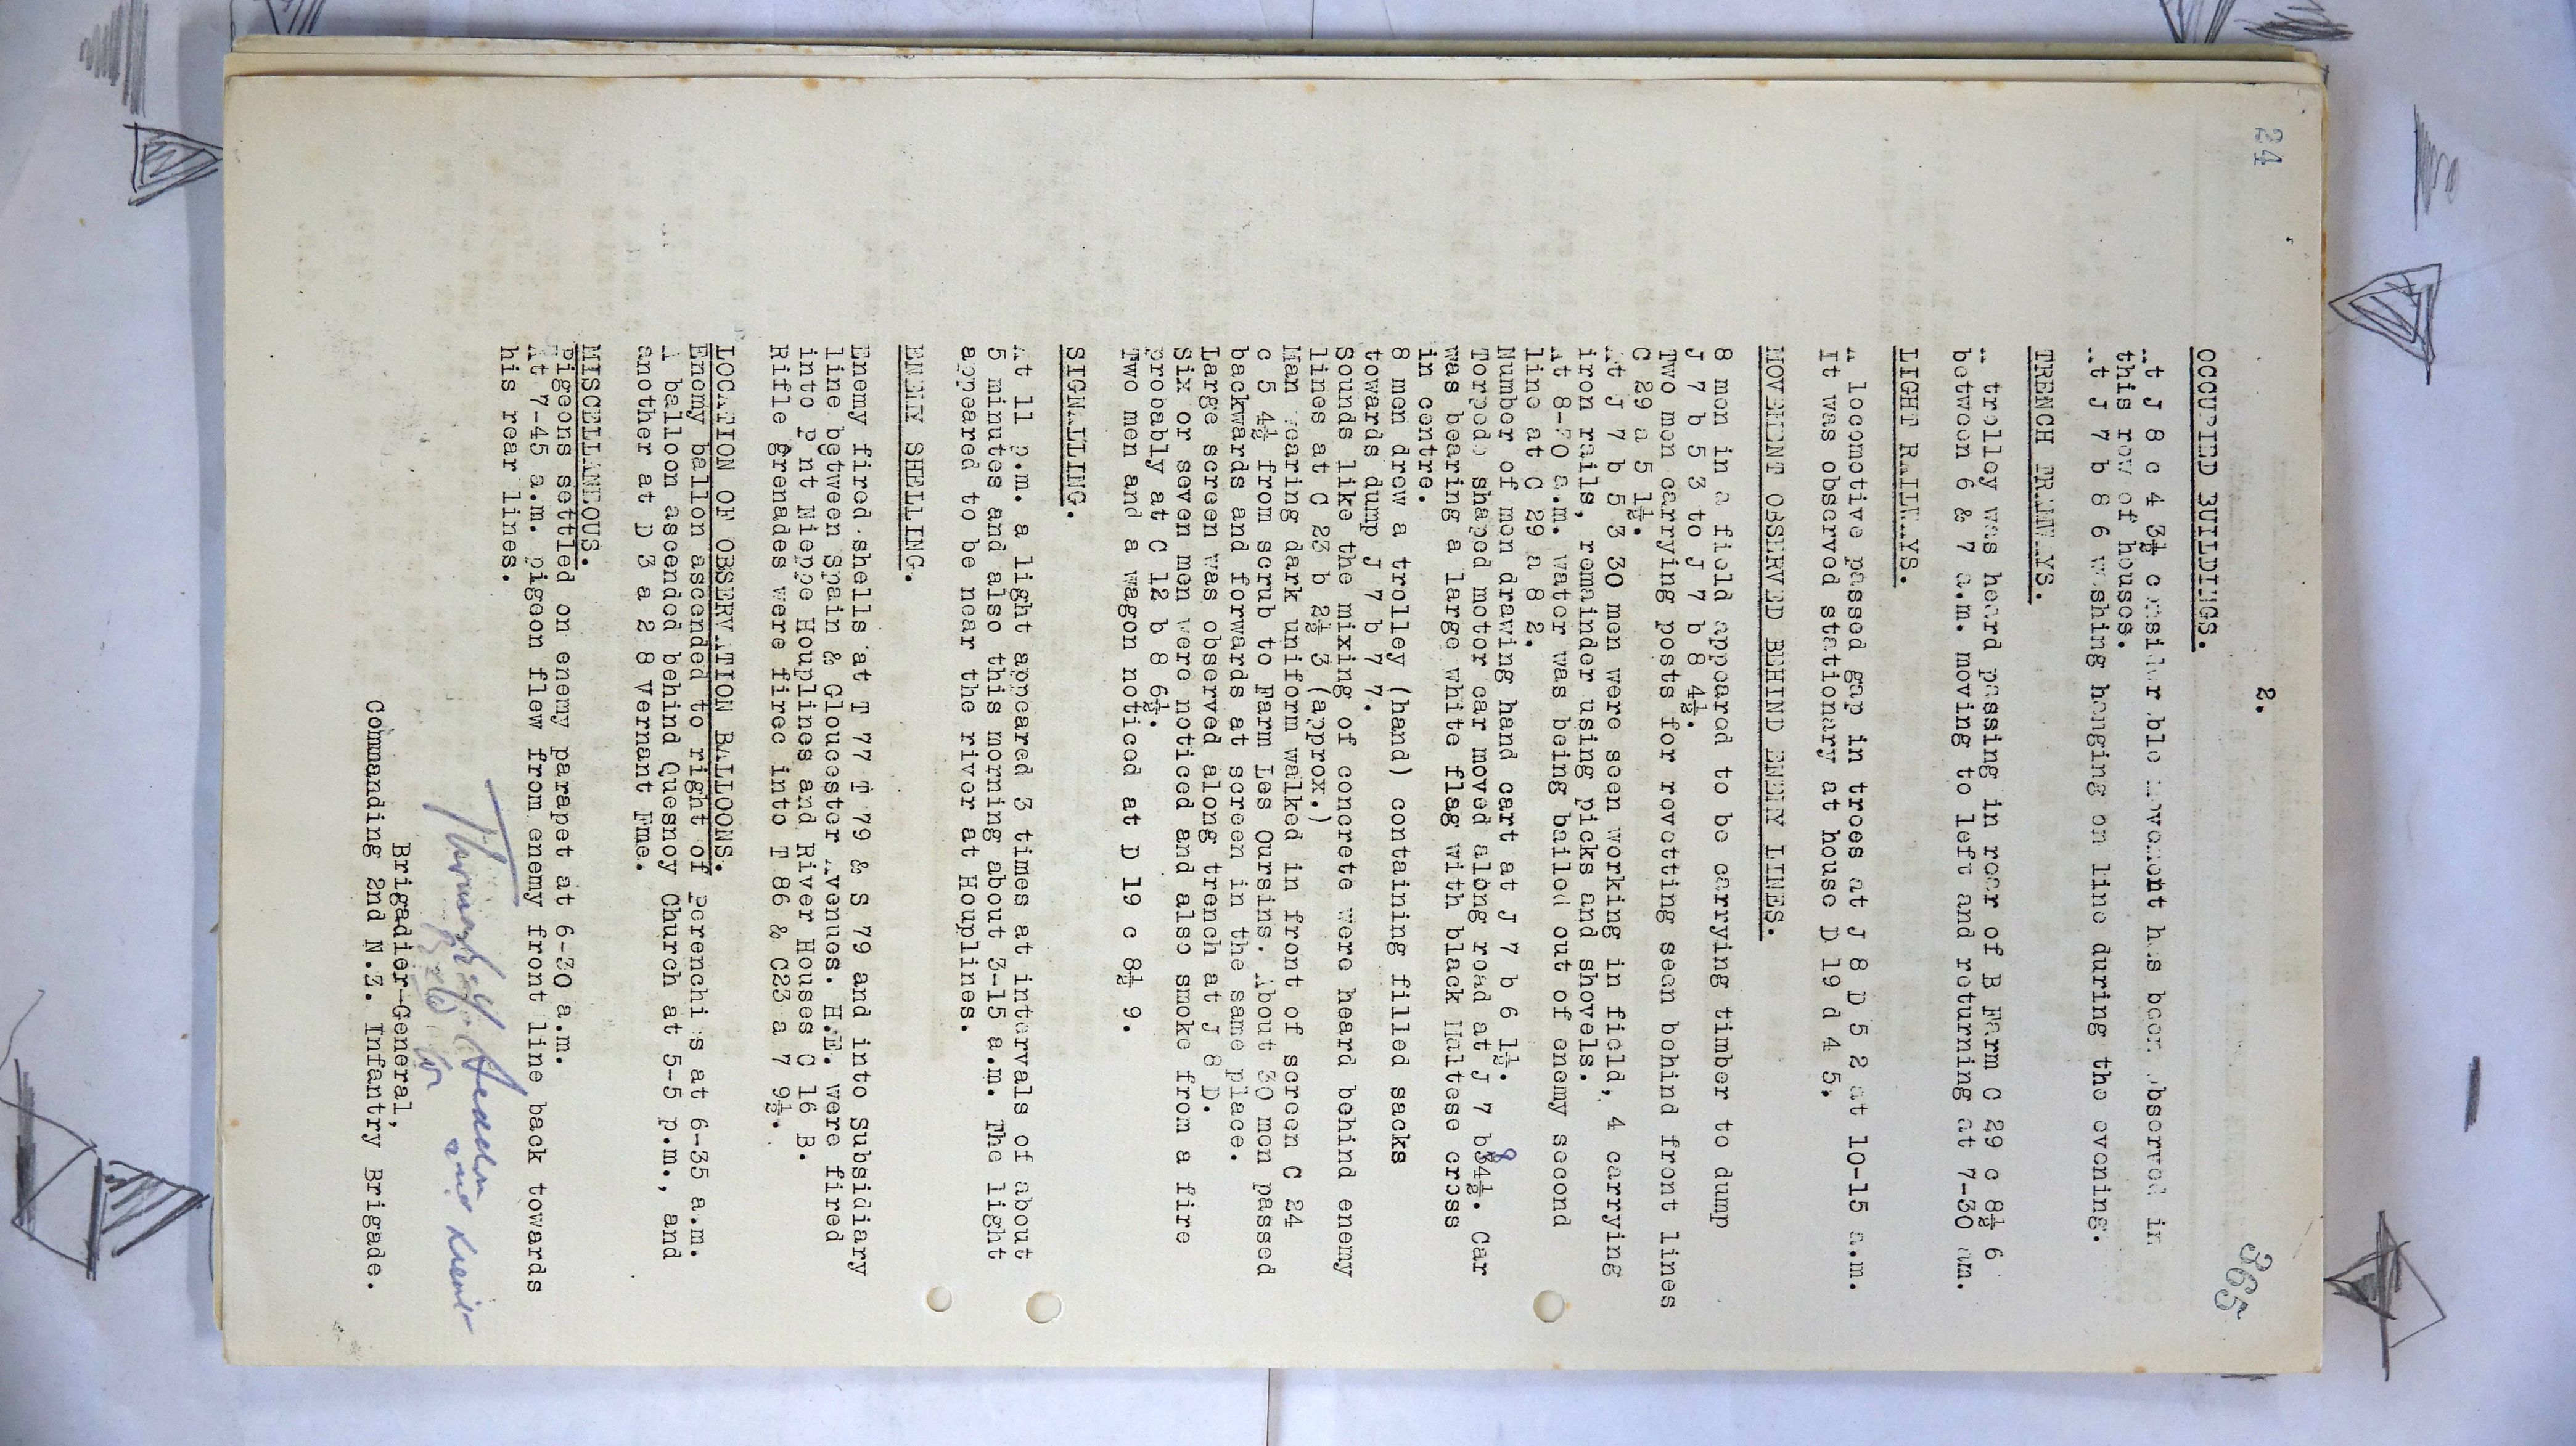 24
2.
365
OCCUPIED BUILDINGS.
At J 8 c 4 3½ considerable movement has been observed in
this row of houses.
At J 7 b 8 6 washing hanging on line during the evening.
TRENCH TRAMWAYS.
A trolley was heard passing in rear of B Farm C 29 c 8½ 6
between 6 & 7 a.m. moving to left and returning at 7-30 am.
LIGHT RAILWAYS.
A locomotive passed gap in trees at J 8 D 5 2 at 10-15 a.m.
It was observed stationary at house D 19 d 4 5,
MOVEMENT OBSERVED BEHIND ENEMY LINES.
8 men in a field appeared to be carrying timber to dump
J 7 b 5 3 to J 7 b 8 4½.
Two men carrying posts for revetting seen behind front lines
C 29 a 5 1½.
At J 7 b 5 3 30 men were seen working in field, 4 carrying
iron rails, remainder using picks and shovels.
At 8-30 a.m. water was being bailed out of enemy second
line at C 29 a 8 2.
Number of men drawing hand cart at J 7 b 6 1½.
Torpedo shaped motor car moved along road at J 7 b 8 4½. Car
was bearing a large white flag with black Maltese cross
in centre.
8 men drew a trolley (hand) containing filled sacks
towards dump J 7 b 7 7.
Sounds like the mixing of concrete were heard behind enemy
lines at C 23 b 2½ 3 (approx.)
Man wearing dark uniform walked in front of screen C 24
c 5 4½ from scrub to Farm Les Oursins. About 30 men passed
backwards and forwards at screen in the same place.
Large screen was observed along trench at J 8 D.
Six or seven men were noticed and also smoke from a fire
probably at C 12 b 8 6½.
Two men and a wagon noticed at D 19 c 8½ 9.
SIGNALLING.
At 11 p.m. a light appeared 3 times at intervals of about
5 minutes and also this morning about 3-15 a.m. The light
appeared to be near the river at Houplines.
ENEMY SHELLING.
Enemy fired shells at T 77 T 79 & S 79 and into Subsidiary
line between Spain & Gloucester Avenues. H.E. were fired
into Pont Nieppe Houplines and River Houses C 16 B.
Rifle grenades were fired into T 86 & C23 a 7 9½.
LOCATION OF OBSERVATION BALLOONS.
Enemy ballon ascended to right of Perenchies at 6-35 a.m.
A balloon ascended behind Quesnoy Church at 5-5 p.m., and
another at D 3 a 2 8 Vernant Fme.
MISCELLANEOUS.
Pigeons settled on enemy parapet at 6-30 a.m.
At 7-45 a.m. pigeon flew from enemy front line back towards
his rear lines.
for
Brigadier-General,
Commanding 2nd N.Z. Infantry Brigade.